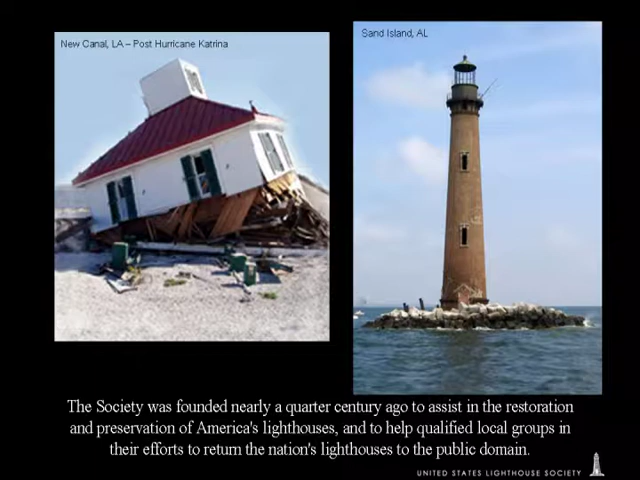 New Canal, LA – Post Hurricane Katrina
Sand Island, AL
The Society was founded nearly a quarter century ago to assist in the restoration
and preservation of America's lighthouses, and to help qualified local groups in
their efforts to return the nation's lighthouses to the public domain.
UNITED STATES LIGHTHOUSE SOCIETY